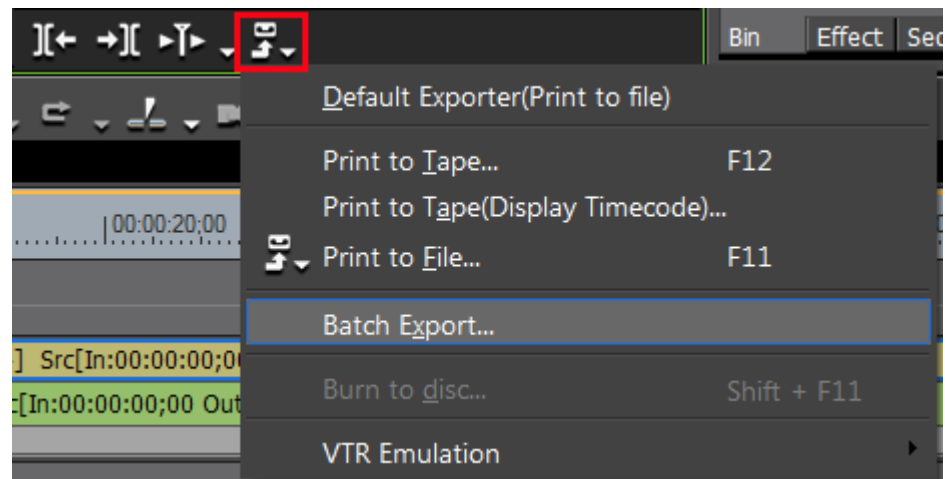 Bin Effect Sec
Default Exporter(Print to file)
Print to Tape... F12
Print to Tape(Display Timecode)...
00:00:20;00
Print to File... F11
Batch Export...
] Src[In:00:00:00;0
Burn to disc... Shift + F11
[In:00:00:00;00 Out
VTR Emulation